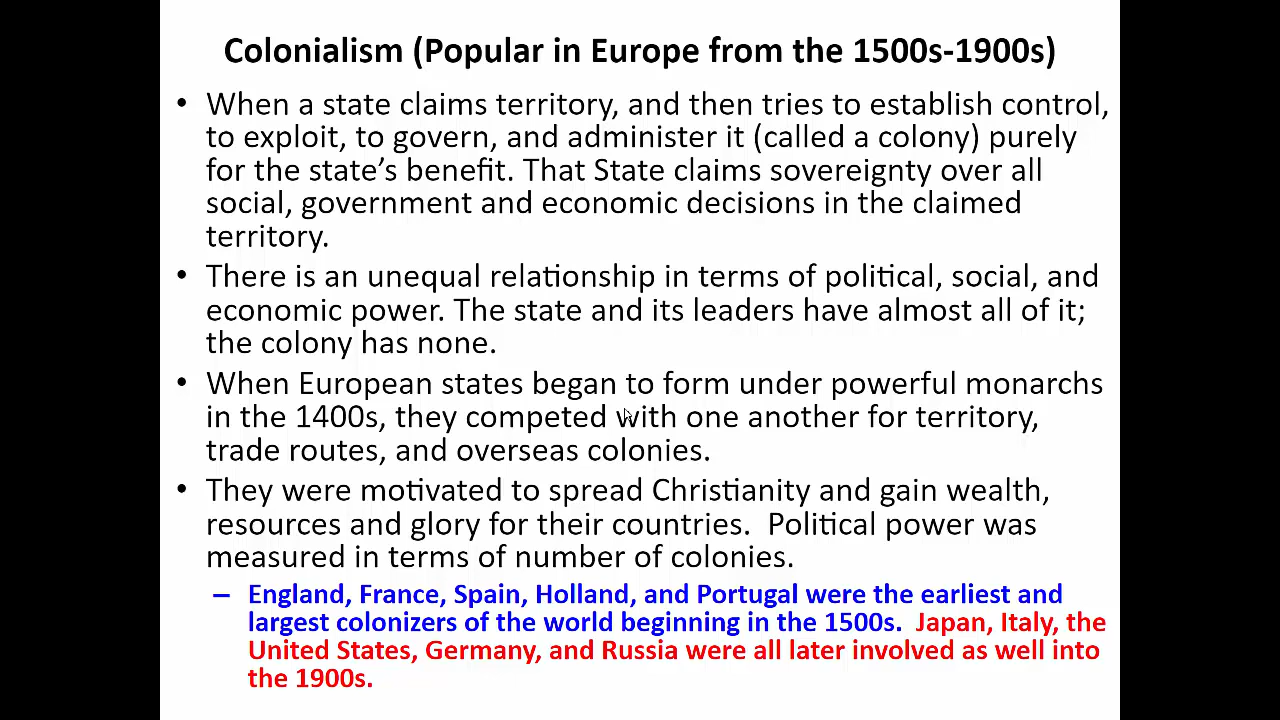 Colonialism (Popular in Europe from the 1500s-1900s)
• When a state claims territory, and then tries to establish control,
to exploit, to govern, and administer it (called a colony) purely
for the state’s benefit. That State claims sovereignty over all
social, government and economic decisions in the claimed
territory.
• There is an unequal relationship in terms of political, social, and
economic power. The state and its leaders have almost all of it;
the colony has none.
• When European states began to form under powerful monarchs
in the 1400s, they competed with one another for territory,
trade routes, and overseas colonies.
• They were motivated to spread Christianity and gain wealth,
resources and glory for their countries.  Political power was
measured in terms of number of colonies.
– England, France, Spain, Holland, and Portugal were the earliest and
largest colonizers of the world beginning in the 1500s.  Japan, Italy, the
United States, Germany, and Russia were all later involved as well into
the 1900s.